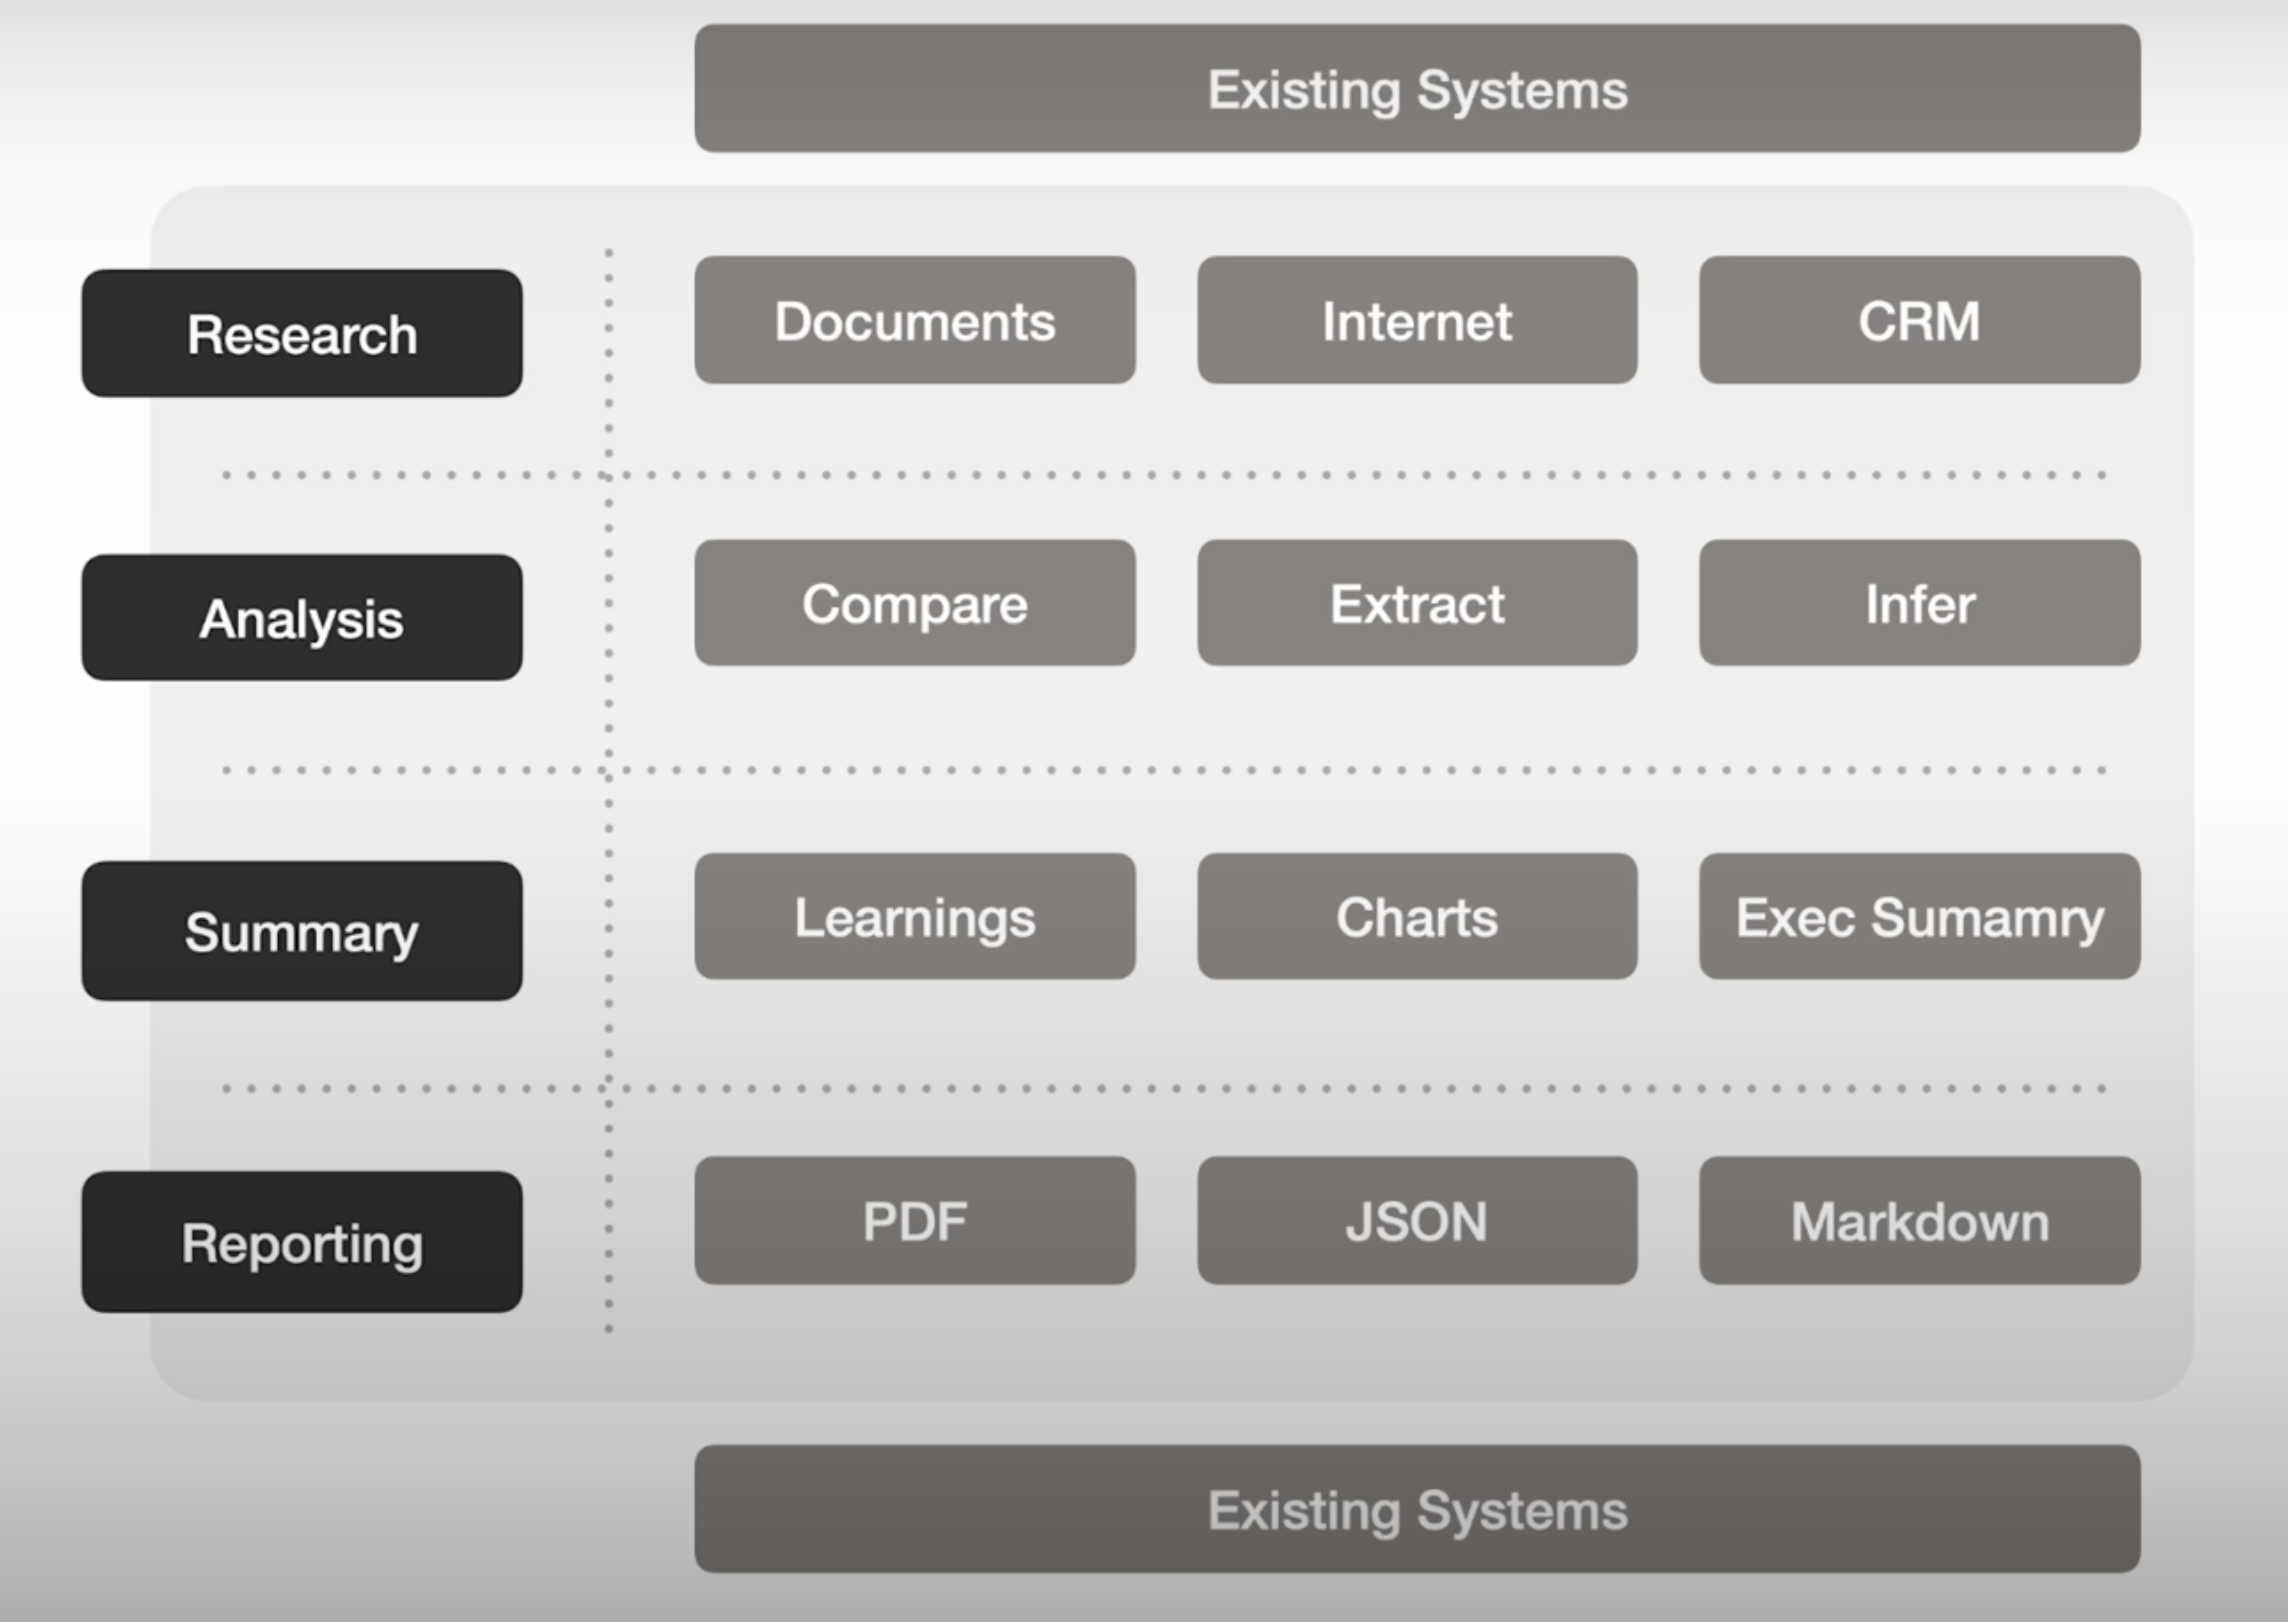 Existing Systems
Research
Documents
Internet
CRM
Analysis
Compare
Extract
Infer
Summary
Learnings
Charts
Exec Sumamry
Reporting
PDF
JSON
Markdown
Existing Systems